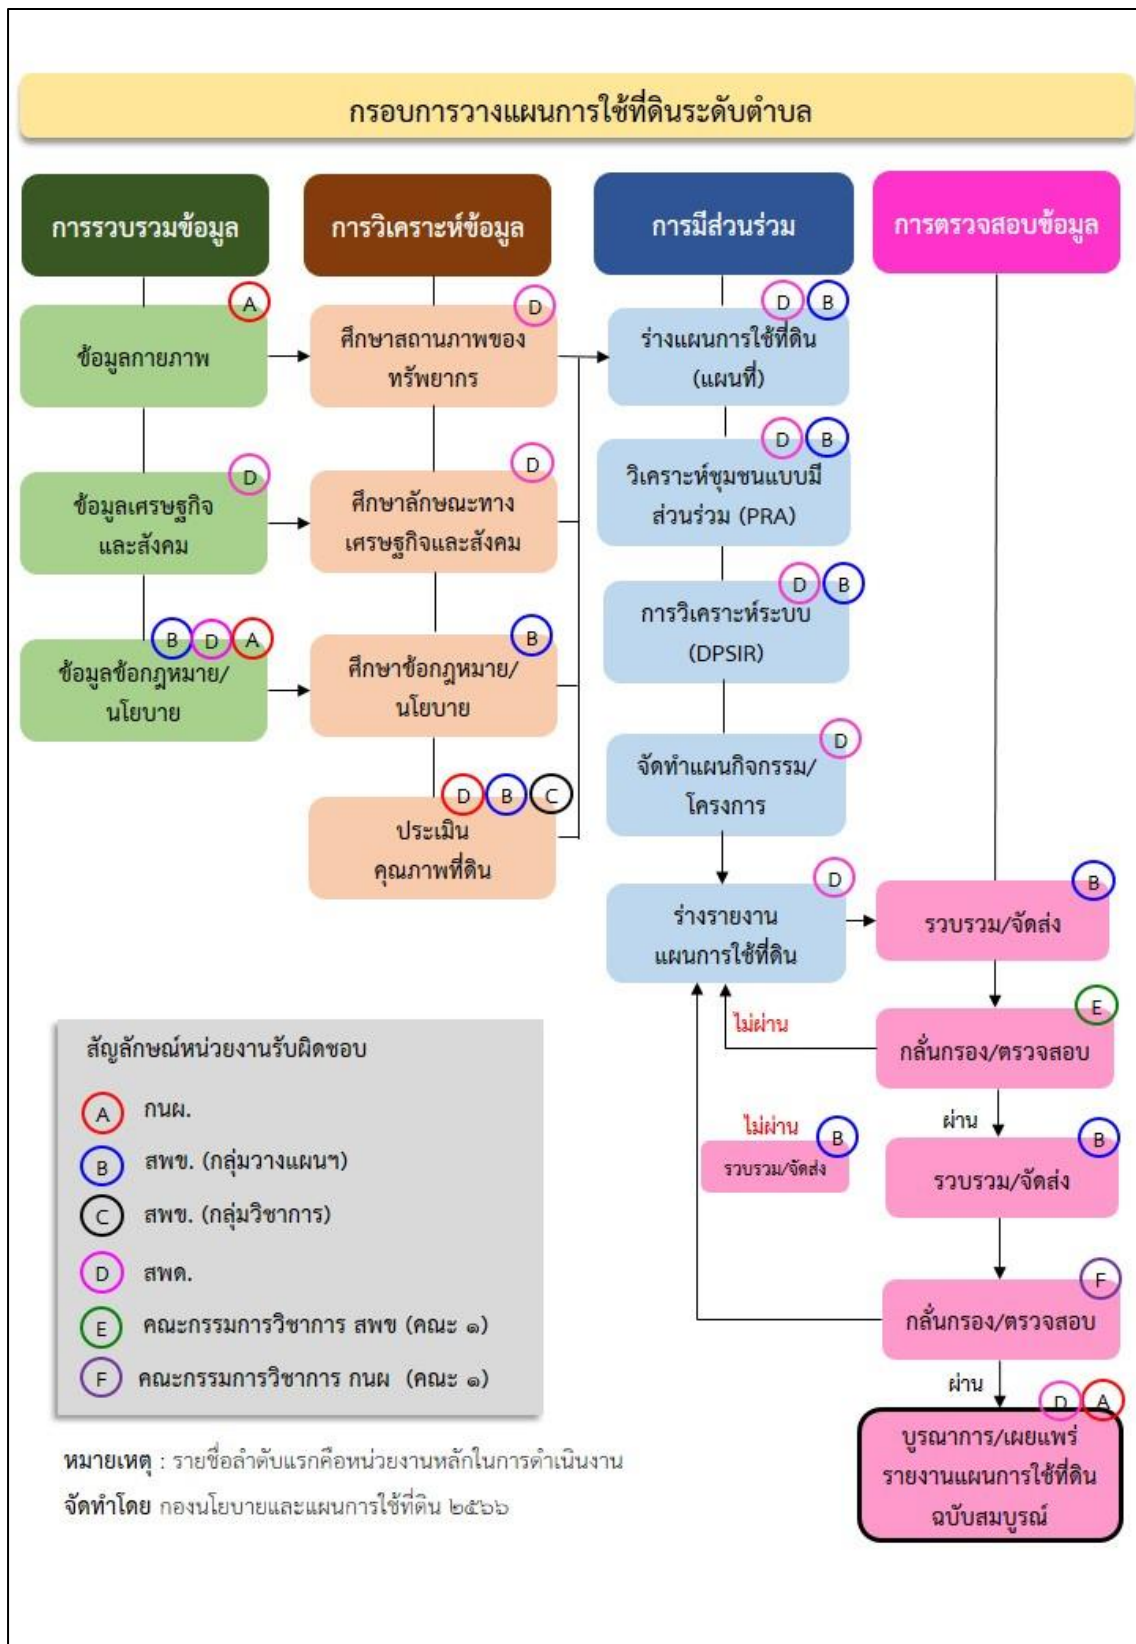 กรอบการวางแผนการใช้ที่ดินระดับตำบล
การรวบรวมข้อมูล
A
ข้อมูลกายภาพ
D
ข้อมูลเศรษฐกิจ
และสังคม
B D A
ข้อมูลข้อกฎหมาย/
นโยบาย
การวิเคราะห์ข้อมูล
D
ศึกษาสถานภาพของ
ทรัพยากร
D
ศึกษาลักษณะทาง
เศรษฐกิจและสังคม
B
ศึกษาข้อกฎหมาย/
นโยบาย
D B C
ประเมิน
คุณภาพที่ดิน
การมีส่วนร่วม
D B
ร่างแผนการใช้ที่ดิน
(แผนที่)
D B
วิเคราะห์ชุมชนแบบมี
ส่วนร่วม (PRA)
D B
การวิเคราะห์ระบบ
(DPSIR)
D
จัดทำแผนกิจกรรม/
โครงการ
D
ร่างรายงาน
แผนการใช้ที่ดิน
การตรวจสอบข้อมูล
B
รวบรวม/จัดส่ง
E
กลั่นกรอง/ตรวจสอบ
ไม่ผ่าน
ผ่าน
B
รวบรวม/จัดส่ง
ไม่ผ่าน
B
รวบรวม/จัดส่ง
F
กลั่นกรอง/ตรวจสอบ
ผ่าน
D A
บูรณาการ/เผยแพร่
รายงานแผนการใช้ที่ดิน
ฉบับสมบูรณ์
สัญลักษณ์หน่วยงานรับผิดชอบ
A กนผ.
B สพข. (กลุ่มวางแผนฯ)
C สพข. (กลุ่มวิชาการ)
D สพด.
E คณะกรรมการวิชาการ สพข (คณะ ๑)
F คณะกรรมการวิชาการ กนผ (คณะ ๑)
หมายเหตุ : รายชื่อลำดับแรกคือหน่วยงานหลักในการดำเนินงาน
จัดทำโดย กองนโยบายและแผนการใช้ที่ดิน ๒๕๖๖